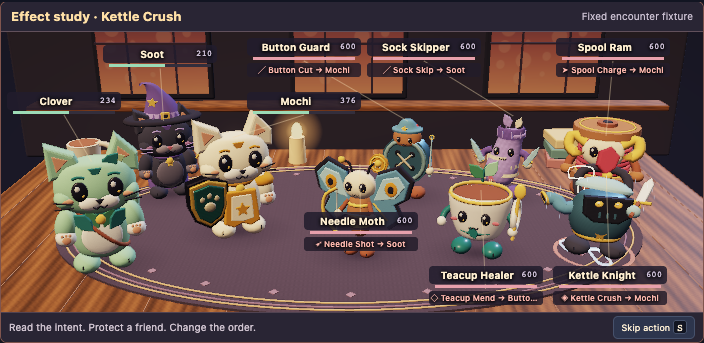 Effect study · Kettle Crush
Fixed encounter fixture
Soot 210
Button Guard 600
Button Cut → Mochi
Sock Skipper 600
Sock Skip → Soot
Spool Ram 600
Spool Charge → Mochi
Clover 234
Mochi 376
Needle Moth 600
Needle Shot → Soot
Teacup Healer 600
Teacup Mend → Butto...
Kettle Knight 600
Kettle Crush → Mochi
Read the intent. Protect a friend. Change the order.
Skip action S